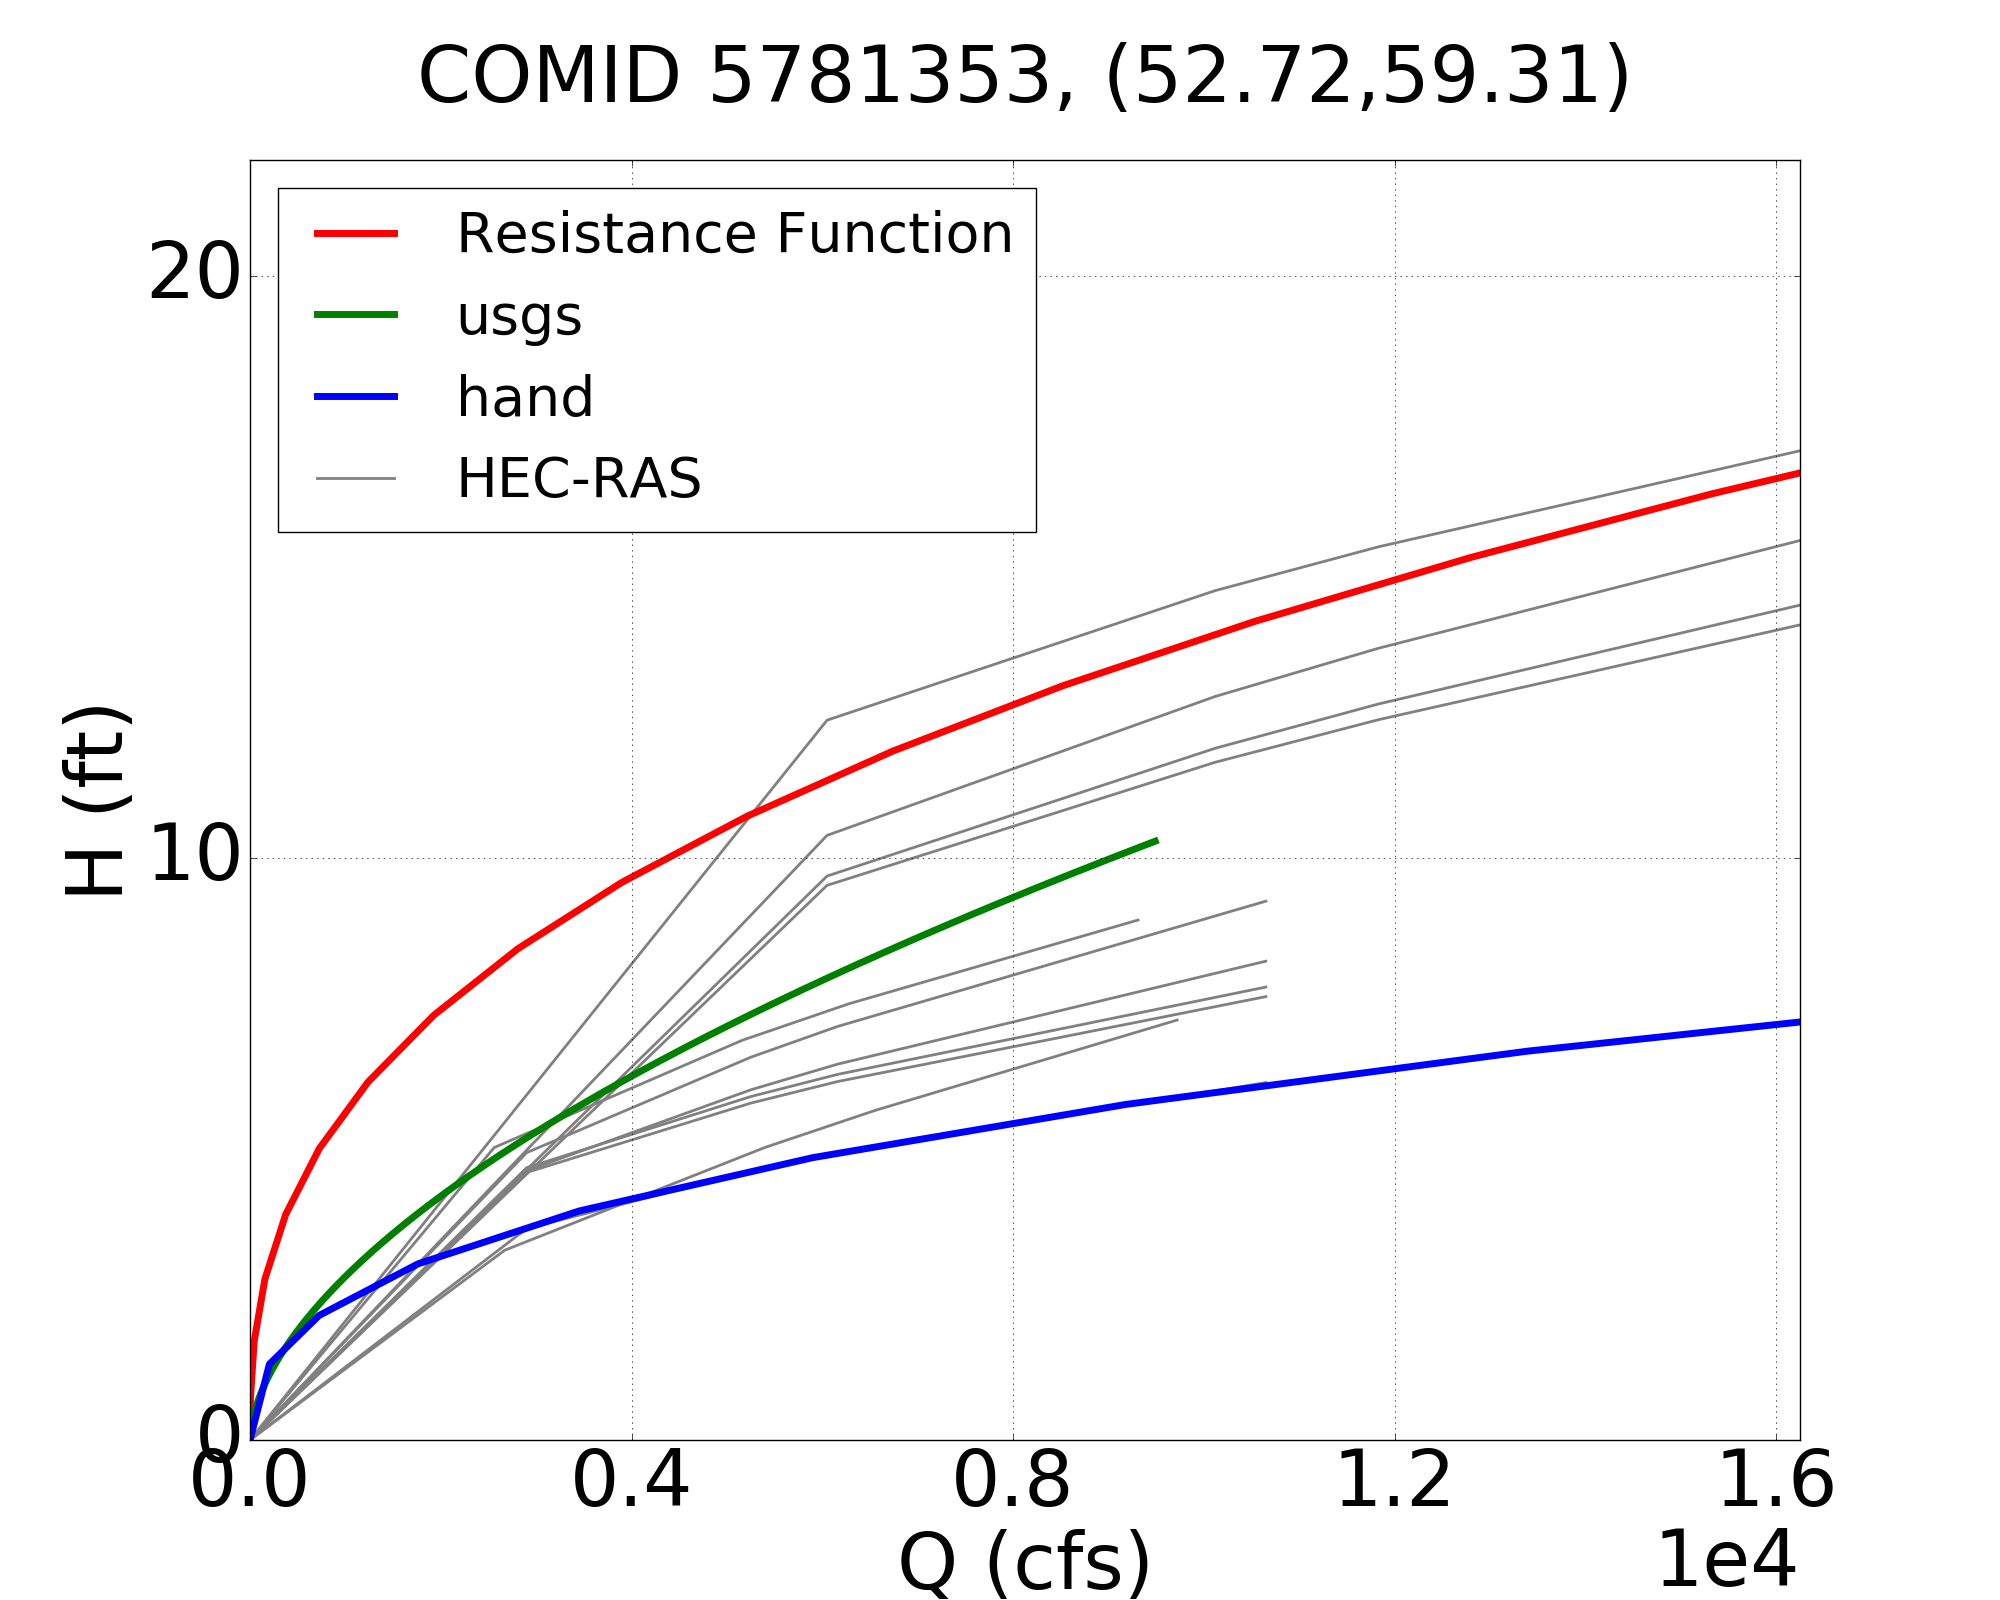 COMID 5781353, (52.72,59.31)
Resistance Function
usgs
hand
HEC-RAS
20
10
0
H (ft)
0.0 0.4 0.8 1.2 1.6
1e4
Q (cfs)